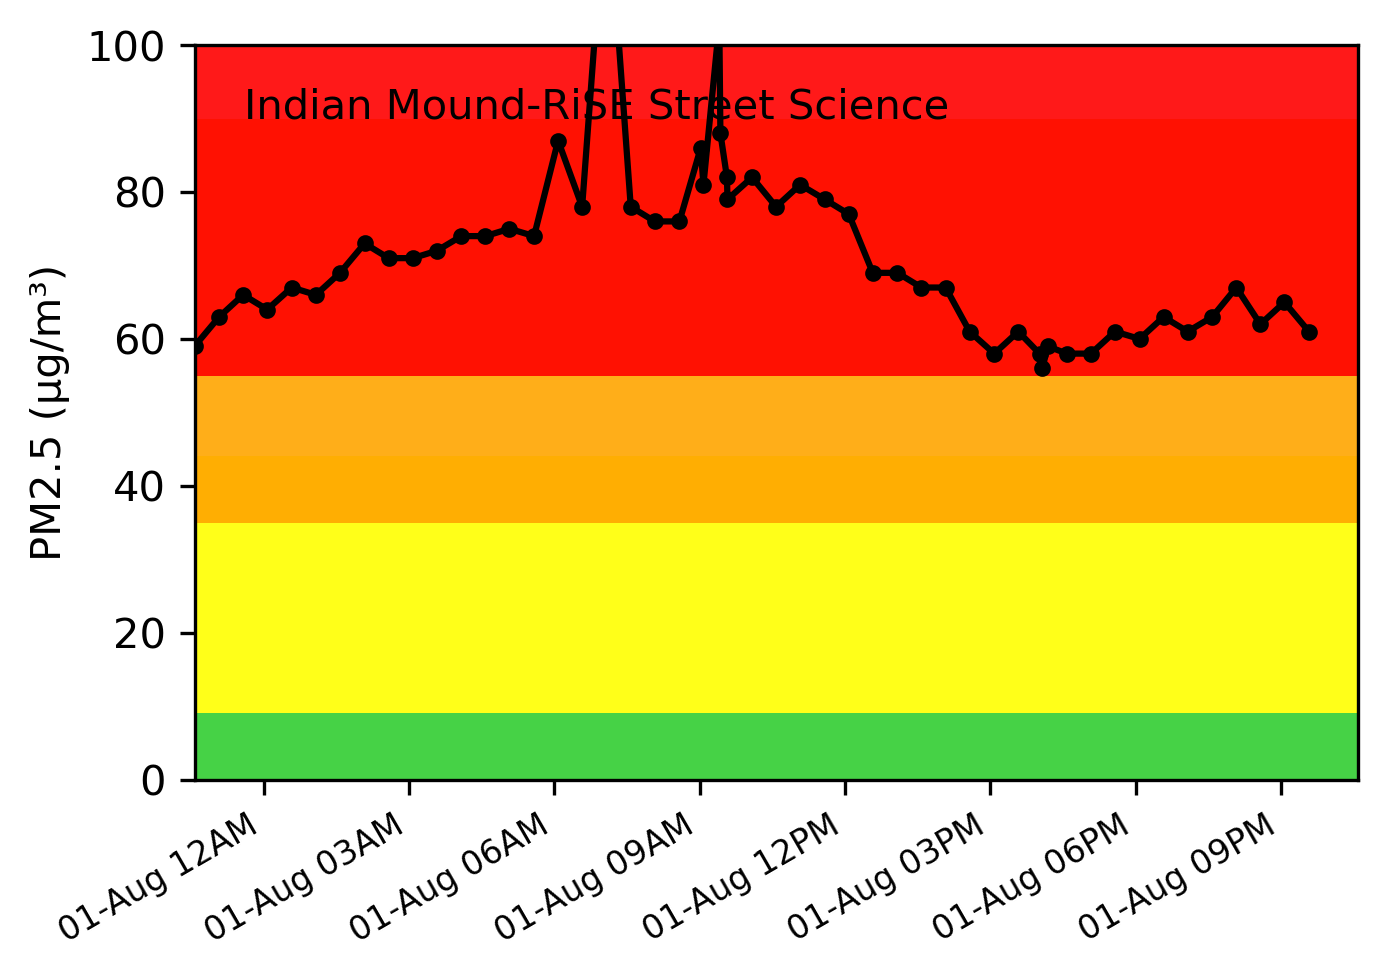 100
Indian Mound-RiSE Street Science
80
60
40
20
0
PM2.5 (µg/m³)
01-Aug 12AM
01-Aug 03AM
01-Aug 06AM
01-Aug 09AM
01-Aug 12PM
01-Aug 03PM
01-Aug 06PM
01-Aug 09PM